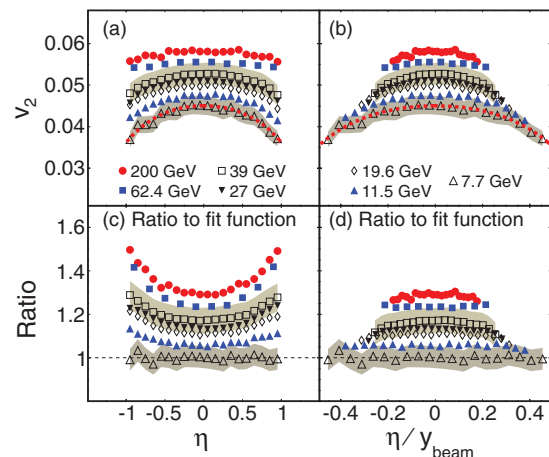 (a)
(b)
v2
0.06
0.05
0.04
0.03
200 GeV
39 GeV
62.4 GeV
27 GeV
19.6 GeV
7.7 GeV
11.5 GeV
(c) Ratio to fit function
(d) Ratio to fit function
Ratio
1.6
1.4
1.2
1
-1 -0.5 0 0.5 1
-0.4 -0.2 0 0.2 0.4
η
η/ybeam